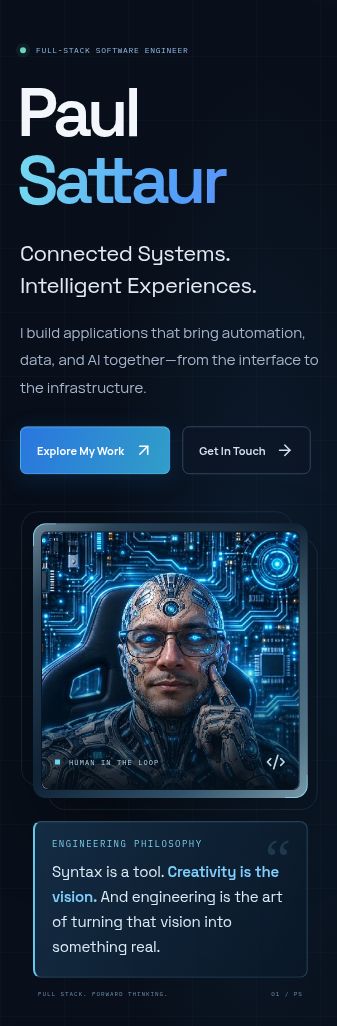 FULL-STACK SOFTWARE ENGINEER
Paul
Sattaur
Connected Systems.
Intelligent Experiences.
I build applications that bring automation,
data, and AI together—from the interface to
the infrastructure.
Explore My Work
Get In Touch
HUMAN IN THE LOOP
</>
ENGINEERING PHILOSOPHY
“
Syntax is a tool. Creativity is the
vision. And engineering is the art
of turning that vision into
something real.
FULL STACK. FORWARD THINKING.
01 / PS